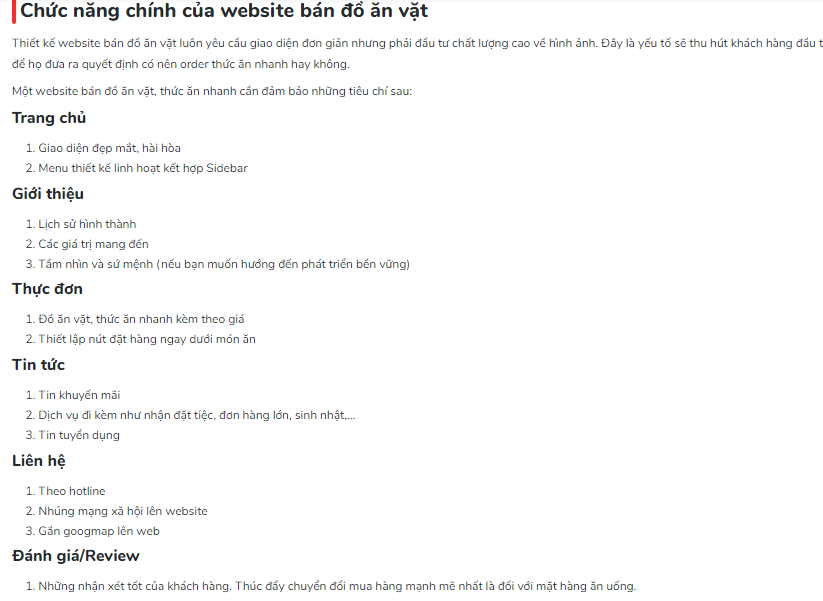 Chức năng chính của website bán đồ ăn vặt
Thiết kế website bán đồ ăn vặt luôn yêu cầu giao diện đơn giản nhưng phải đầu tư chất lượng cao về hình ảnh. Đây là yếu tố sẽ thu hút khách hàng đầu
để họ đưa ra quyết định có nên order thức ăn nhanh hay không.
Một website bán đồ ăn vặt, thức ăn nhanh cần đảm bảo những tiêu chí sau:
Trang chủ
1. Giao diện đẹp mắt, hài hòa
2. Menu thiết kế linh hoạt kết hợp Sidebar
Giới thiệu
1. Lịch sử hình thành
2. Các giá trị mang đến
3. Tầm nhìn và sứ mệnh (nếu bạn muốn hướng đến phát triển bền vững)
Thực đơn
1. Đồ ăn vặt, thức ăn nhanh kèm theo giá
2. Thiết lập nút đặt hàng ngay dưới món ăn
Tin tức
1. Tin khuyến mãi
2. Dịch vụ đi kèm như nhận đặt tiệc, đơn hàng lớn, sinh nhật,...
3. Tin tuyển dụng
Liên hệ
1. Theo hotline
2. Nhúng mạng xã hội lên website
3. Gắn googmap lên web
Đánh giá/Review
1. Những nhận xét tốt của khách hàng. Thúc đẩy chuyển đổi mua hàng mạnh mẽ nhất là đối với mặt hàng ăn uống.